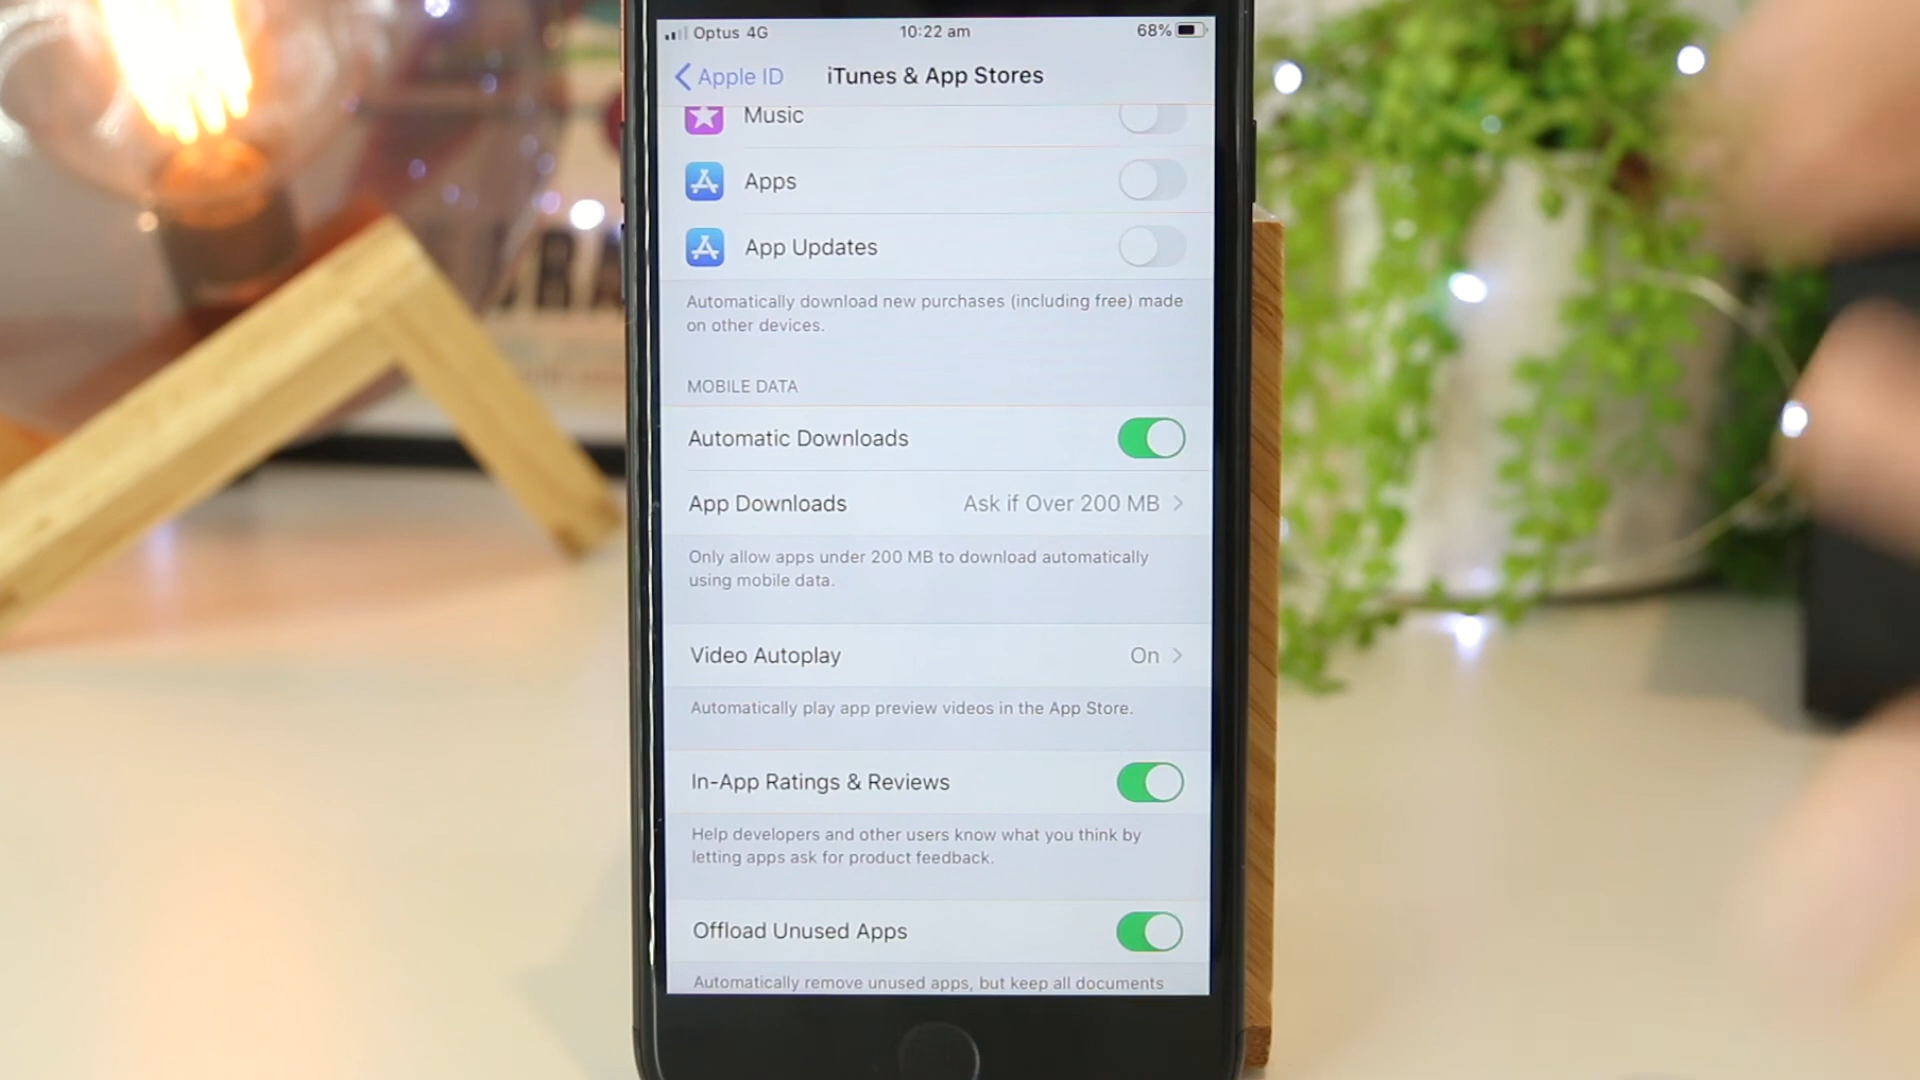 Optus 4G 10:22 am 68%
Apple ID iTunes & App Stores
Music
Apps
App Updates
Automatically download new purchases (including free) made
on other devices.
MOBILE DATA
Automatic Downloads
App Downloads Ask if Over 200 MB
Only allow apps under 200 MB to download automatically
using mobile data.
Video Autoplay On
Automatically play app preview videos in the App Store.
In-App Ratings & Reviews
Help developers and other users know what you think by
letting apps ask for product feedback.
Offload Unused Apps
Automatically remove unused apps, but keep all documents